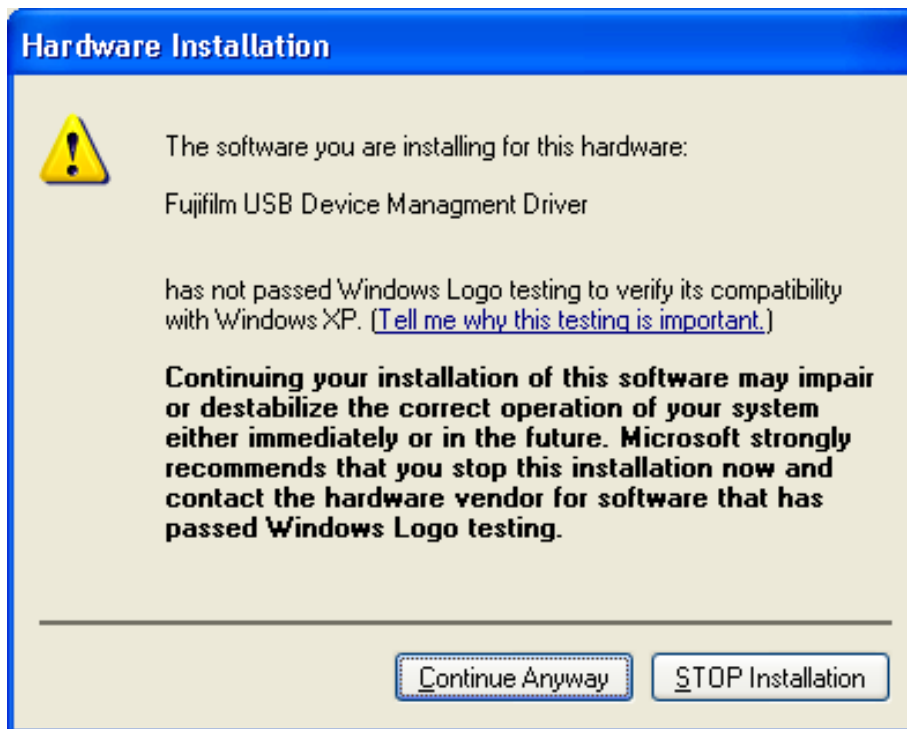 Hardware Installation
The software you are installing for this hardware:
Fujifilm USB Device Managment Driver
has not passed Windows Logo testing to verify its compatibility
with Windows XP. (Tell me why this testing is important.)
Continuing your installation of this software may impair
or destabilize the correct operation of your system
either immediately or in the future. Microsoft strongly
recommends that you stop this installation now and
contact the hardware vendor for software that has
passed Windows Logo testing.
Continue Anyway STOP Installation